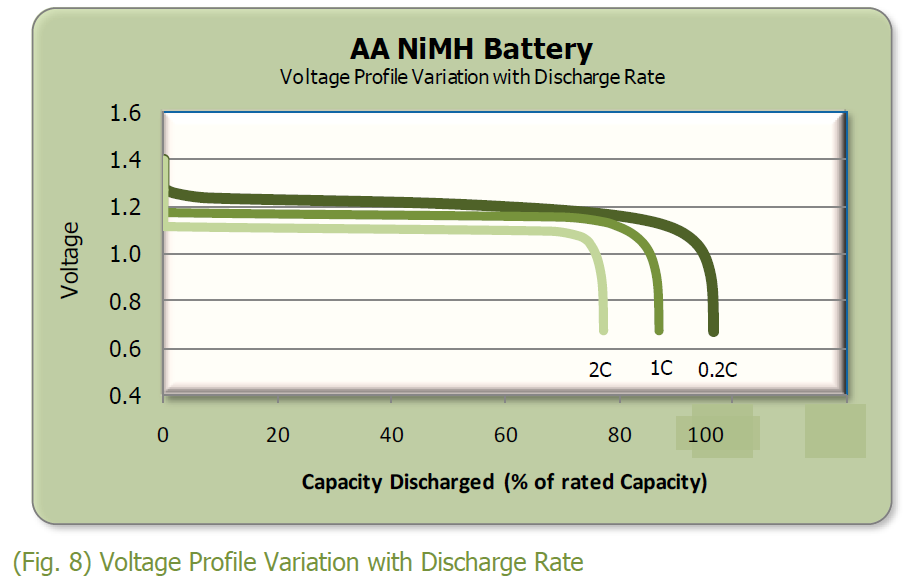 AA NiMH Battery
Voltage Profile Variation with Discharge Rate
1.6
1.4
1.2
1.0
0.8
0.6
0.4
Voltage
2C 1C 0.2C
0 20 40 60 80 100
Capacity Discharged (% of rated Capacity)
(Fig. 8) Voltage Profile Variation with Discharge Rate